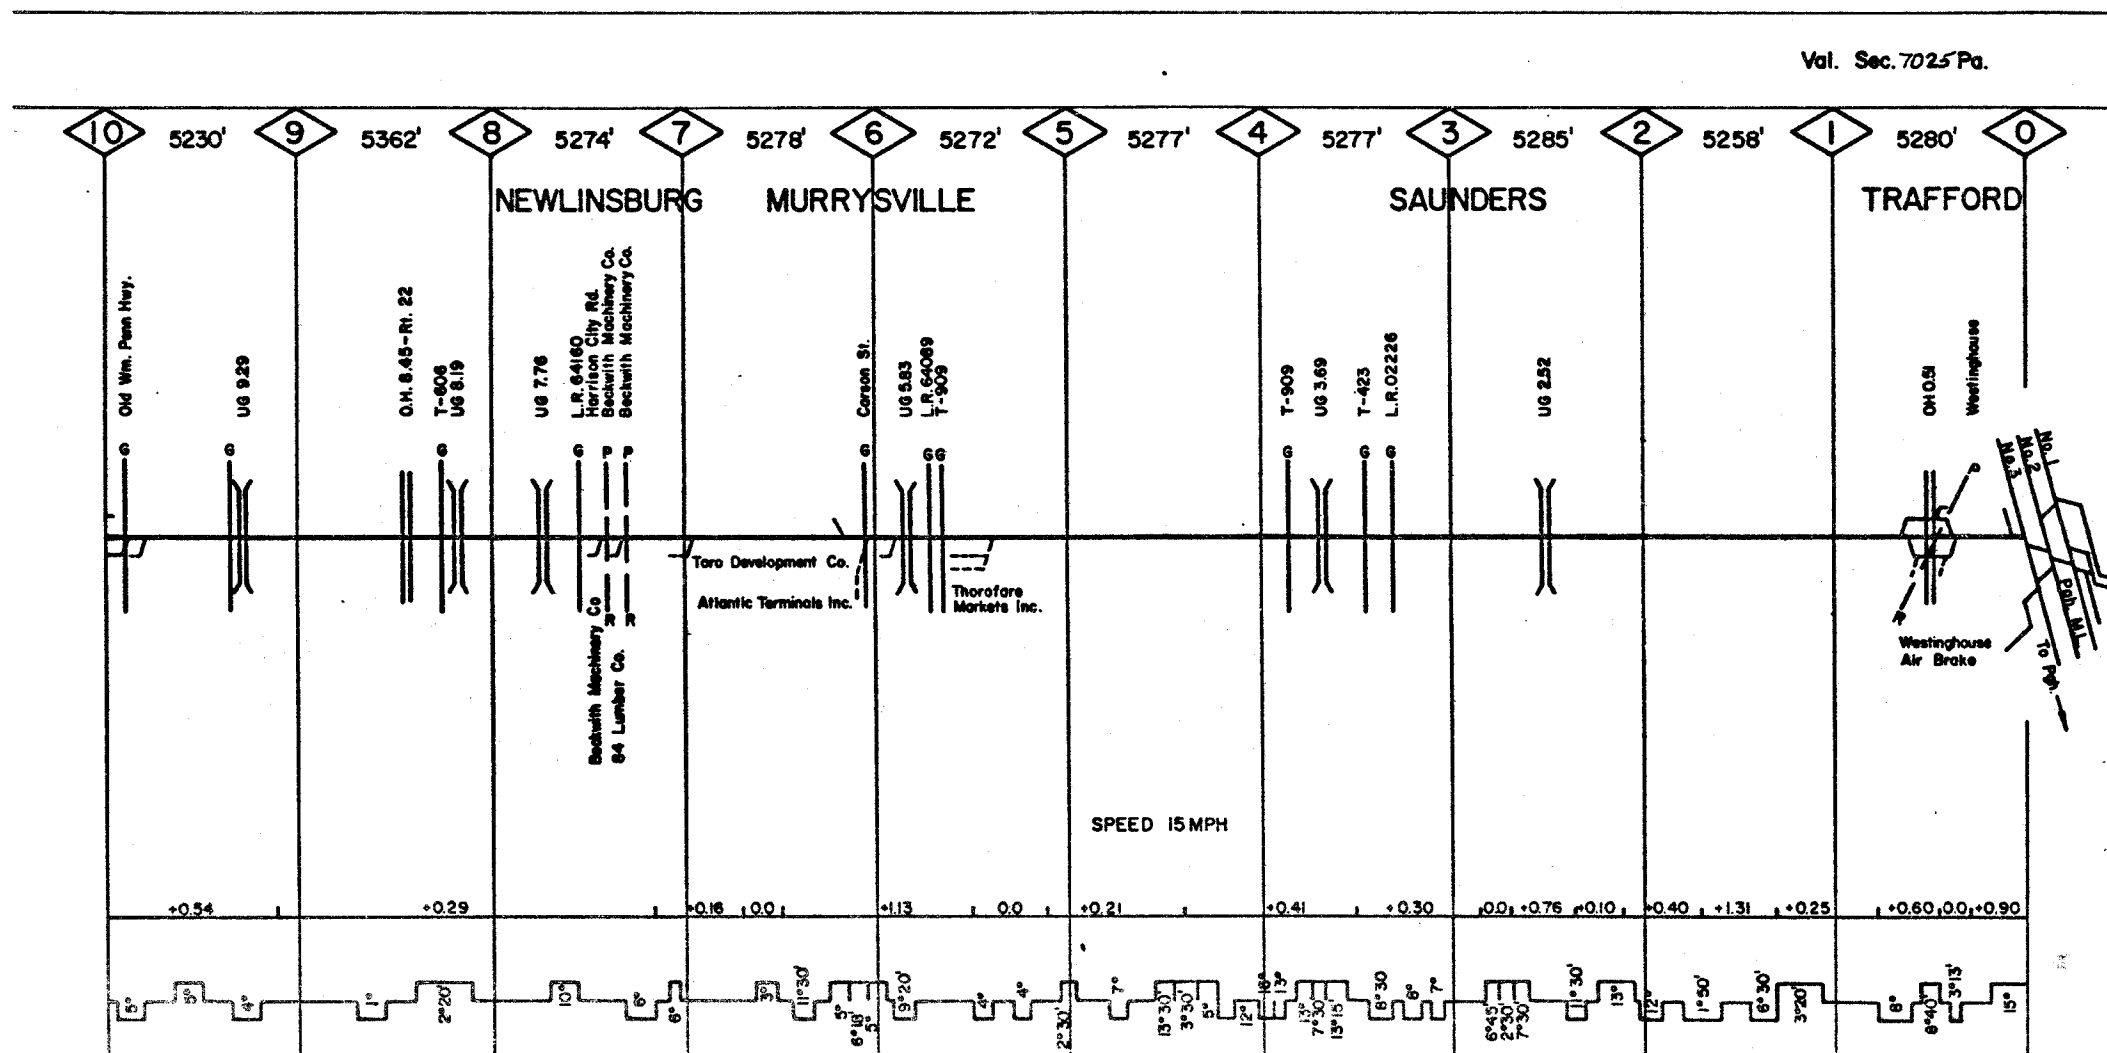 Val. Sec. 7025 Pa.
10 5230' 9 5362' 8 5274' 7 5278' 6 5272' 5 5277' 4 5277' 3 5285' 2 5258' 1 5280' 0
NEWLINSBURG MURRYSVILLE SAUNDERS TRAFFORD
Old Wm. Penn Hwy.
UG 9.29
O.H. 8.45-Rt. 22
T-606
UG 8.19
UG 7.76
L.R. 64160
Harrison City Rd.
Beckwith Machinery Co.
Beckwith Machinery Co.
Carson St.
UG 5.83
L.R. 64089
T-909
T-909
UG 3.69
T-423
L.R. 02226
UG 2.52
OH 0.51
Westinghouse
G G G G P P G G G G G G P
No. 1
No. 2
No. 3
Toro Development Co.
Atlantic Terminals Inc.
Thorofare
Markets Inc.
R R R
Beckwith Machinery Co
84 Lumber Co.
Westinghouse
Air Brake
Pgh. M.L.
To Pgh.
SPEED 15 MPH
+0.54 +0.29 +0.16 0.0 +1.13 0.0 +0.21 +0.41 +0.30 0.0 +0.76 +0.10 +0.40 +1.31 +0.25 +0.60 0.0 +0.90
5° 5° 4° 1° 2°20' 10° 6° 6° 3° 11°30' 5° 6°18' 5° 9°20' 4° 4° 2°30' 7° 13°30' 3°30' 5° 12° 16° 13° 13° 7°30' 13°15' 8°30 6° 7° 6°45' 2°30' 7°30' 11°30' 13° 12° 1°50' 6°30' 3°20' 8° 8°40' 3°13' 15°